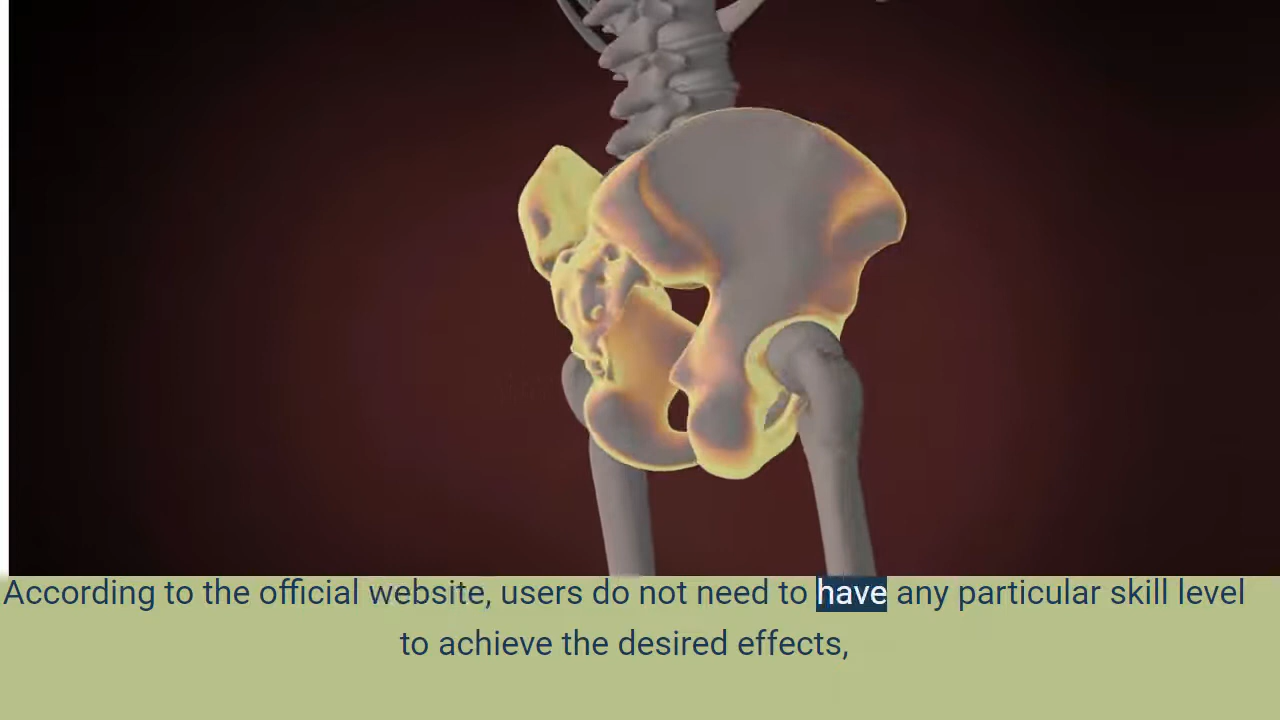 According to the official website, users do not need to have any particular skill level
to achieve the desired effects,